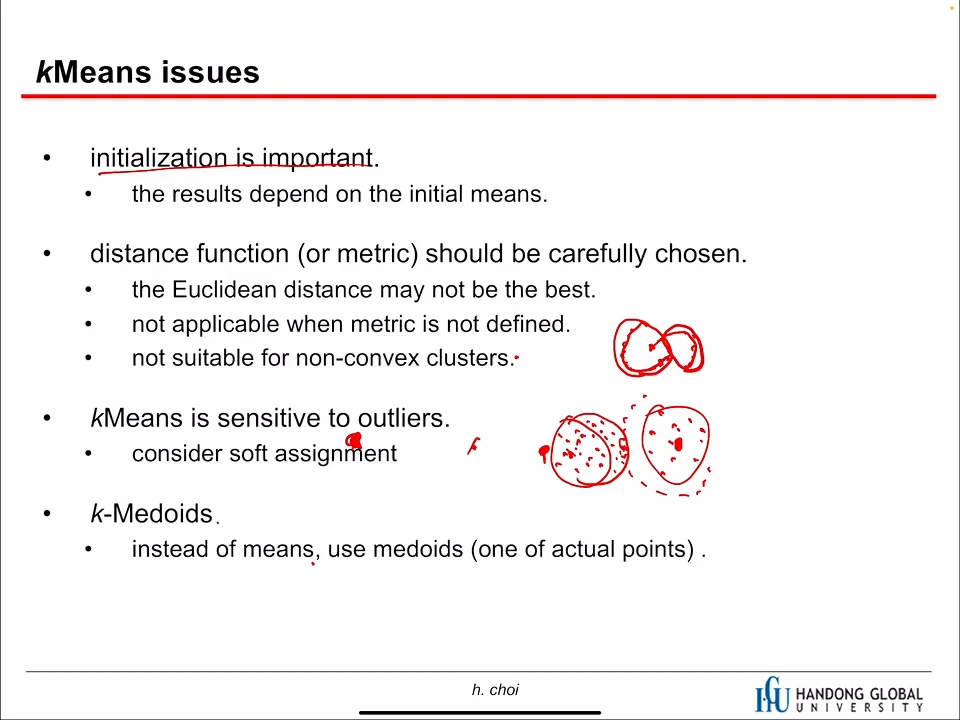 kMeans issues
• initialization is important.
• the results depend on the initial means.
• distance function (or metric) should be carefully chosen.
• the Euclidean distance may not be the best.
• not applicable when metric is not defined.
• not suitable for non-convex clusters.
• kMeans is sensitive to outliers.
• consider soft assignment
• k-Medoids
• instead of means, use medoids (one of actual points) .
h. choi
HGU HANDONG GLOBAL
UNIVERSITY